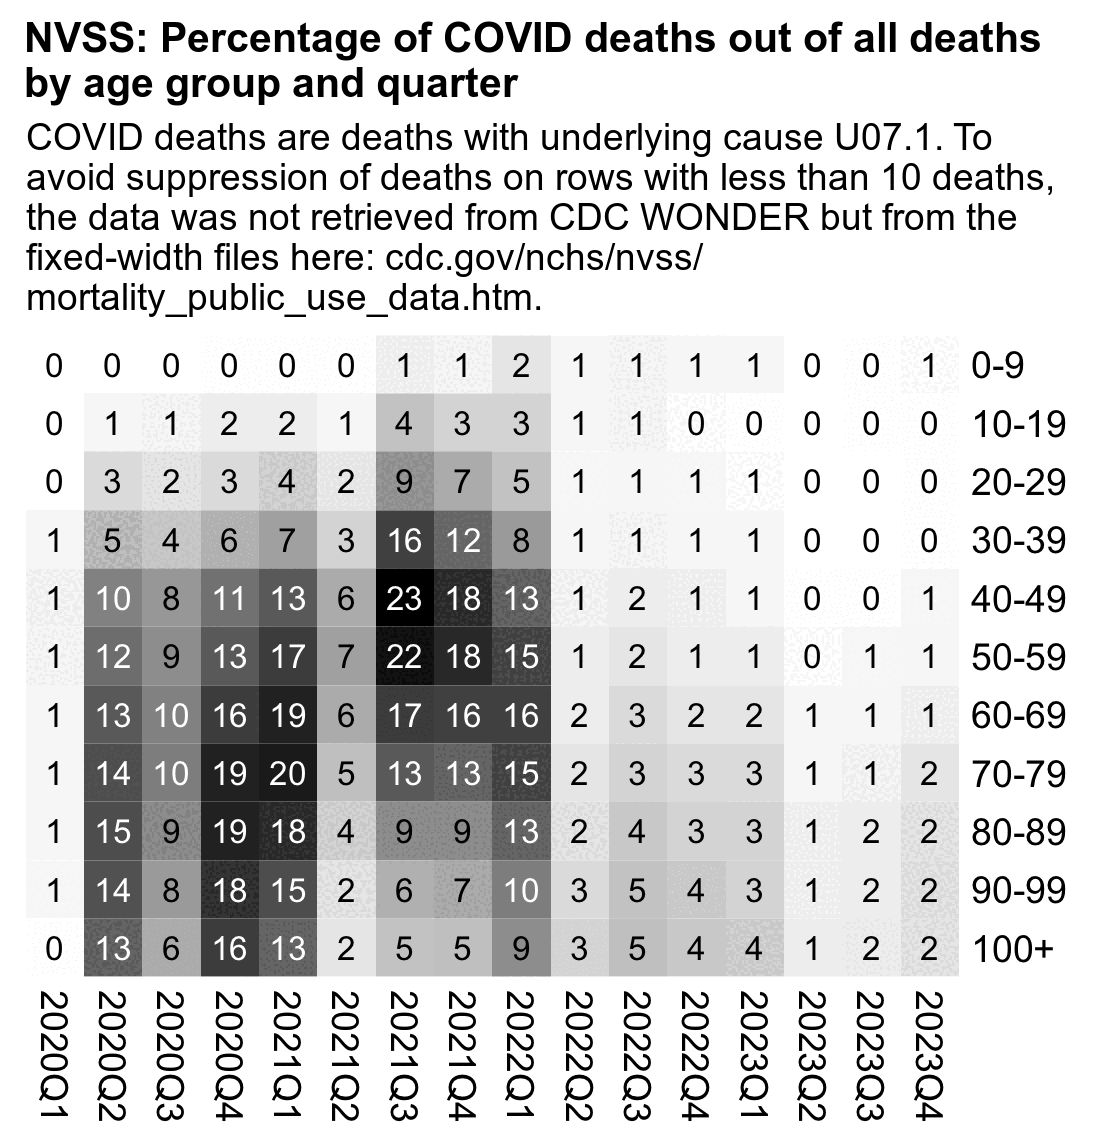 NVSS: Percentage of COVID deaths out of all deaths
by age group and quarter
COVID deaths are deaths with underlying cause U07.1. To
avoid suppression of deaths on rows with less than 10 deaths,
the data was not retrieved from CDC WONDER but from the
fixed-width files here: cdc.gov/nchs/nvss/
mortality_public_use_data.htm.
0 0 0 0 0 0 1 1 2 1 1 1 1 0 0 1 0-9
0 1 1 2 2 1 4 3 3 1 1 0 0 0 0 0 10-19
0 3 2 3 4 2 9 7 5 1 1 1 1 0 0 0 20-29
1 5 4 6 7 3 16 12 8 1 1 1 1 0 0 0 30-39
1 10 8 11 13 6 23 18 13 1 2 1 1 0 0 1 40-49
1 12 9 13 17 7 22 18 15 1 2 1 1 0 1 1 50-59
1 13 10 16 19 6 17 16 16 2 3 2 2 1 1 1 60-69
1 14 10 19 20 5 13 13 15 2 3 3 3 1 1 2 70-79
1 15 9 19 18 4 9 9 13 2 4 3 3 1 2 2 80-89
1 14 8 18 15 2 6 7 10 3 5 4 3 1 2 2 90-99
0 13 6 16 13 2 5 5 9 3 5 4 4 1 2 2 100+
2020Q1 2020Q2 2020Q3 2020Q4 2021Q1 2021Q2 2021Q3 2021Q4 2022Q1 2022Q2 2022Q3 2022Q4 2023Q1 2023Q2 2023Q3 2023Q4